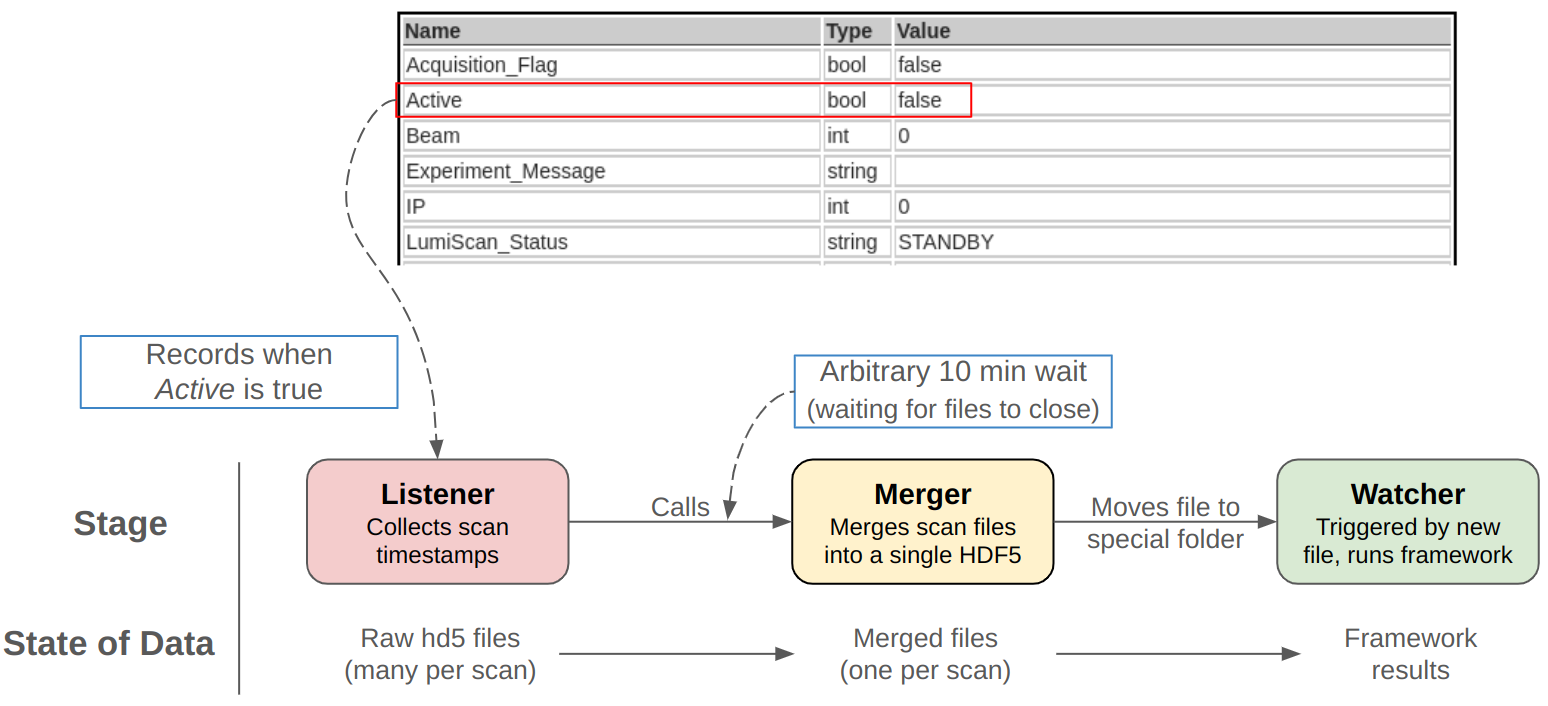 Name Type Value
Acquisition_Flag bool false
Active bool false
Beam int 0
Experiment_Message string
IP int 0
LumiScan_Status string STANDBY
Records when
Active is true
Arbitrary 10 min wait
(waiting for files to close)
Stage
Listener
Collects scan
timestamps
Calls
Merger
Merges scan files
into a single HDF5
Moves file to
special folder
Watcher
Triggered by new
file, runs framework
State of Data
Raw hd5 files
(many per scan)
Merged files
(one per scan)
Framework
results